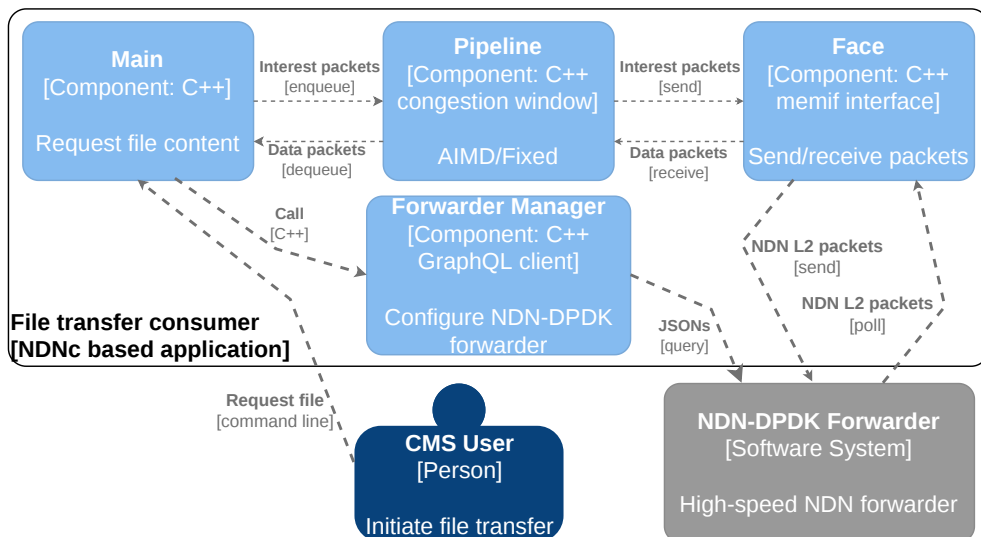 Main
[Component: C++]
Request file content
Interest packets
[enqueue]
Data packets
[dequeue]
Pipeline
[Component: C++
congestion window]
AIMD/Fixed
Interest packets
[send]
Data packets
[receive]
Face
[Component: C++
memif interface]
Send/receive packets
Call
[C++]
Forwarder Manager
[Component: C++
GraphQL client]
Configure NDN-DPDK
forwarder
NDN L2 packets
[send]
NDN L2 packets
[poll]
JSONs
[query]
File transfer consumer
[NDNc based application]
Request file
[command line]
CMS User
[Person]
Initiate file transfer
NDN-DPDK Forwarder
[Software System]
High-speed NDN forwarder